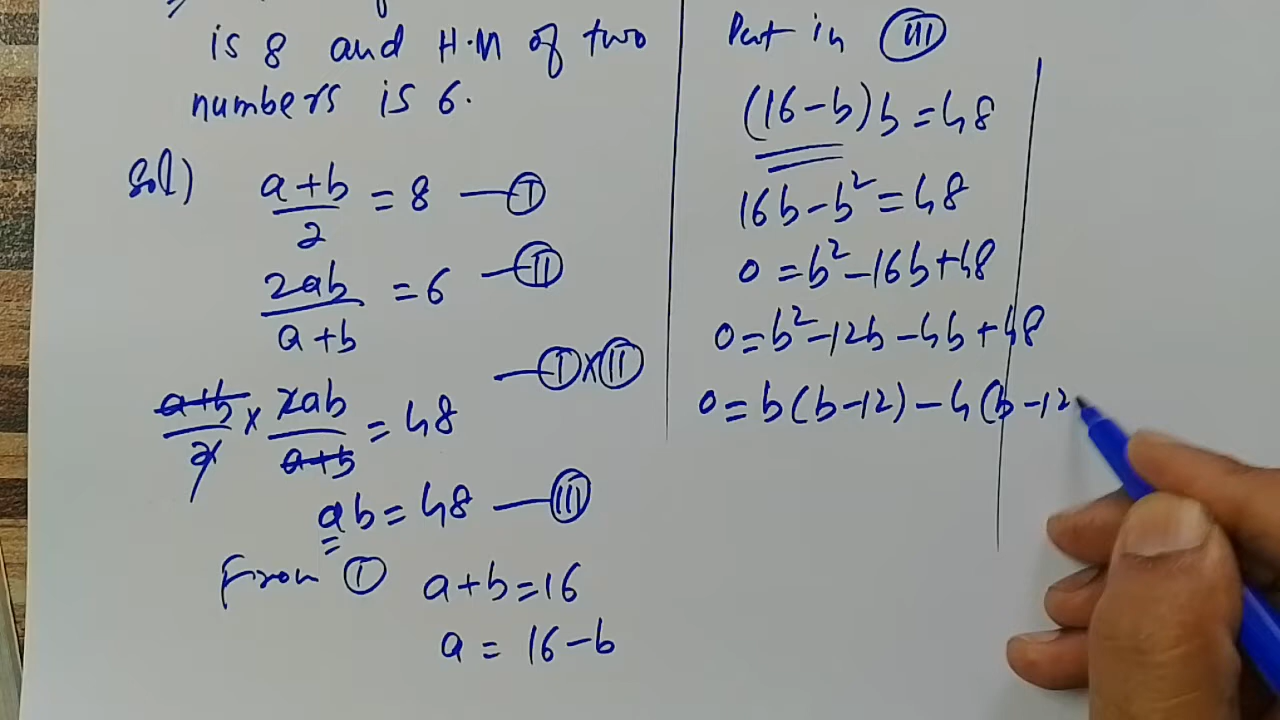 is 8 and H.M of two
numbers is 6.
Sol)
a+b/2 = 8 — I
2ab/a+b = 6 — II
— I × II
a+b/2 × 2ab/a+b = 48
ab = 48 — III
From I a+b=16
a = 16-b
Put in III
(16-b)b=48
16b-b²=48
0=b²-16b+48
0=b²-12b-4b+48
0=b(b-12)-4(b-12